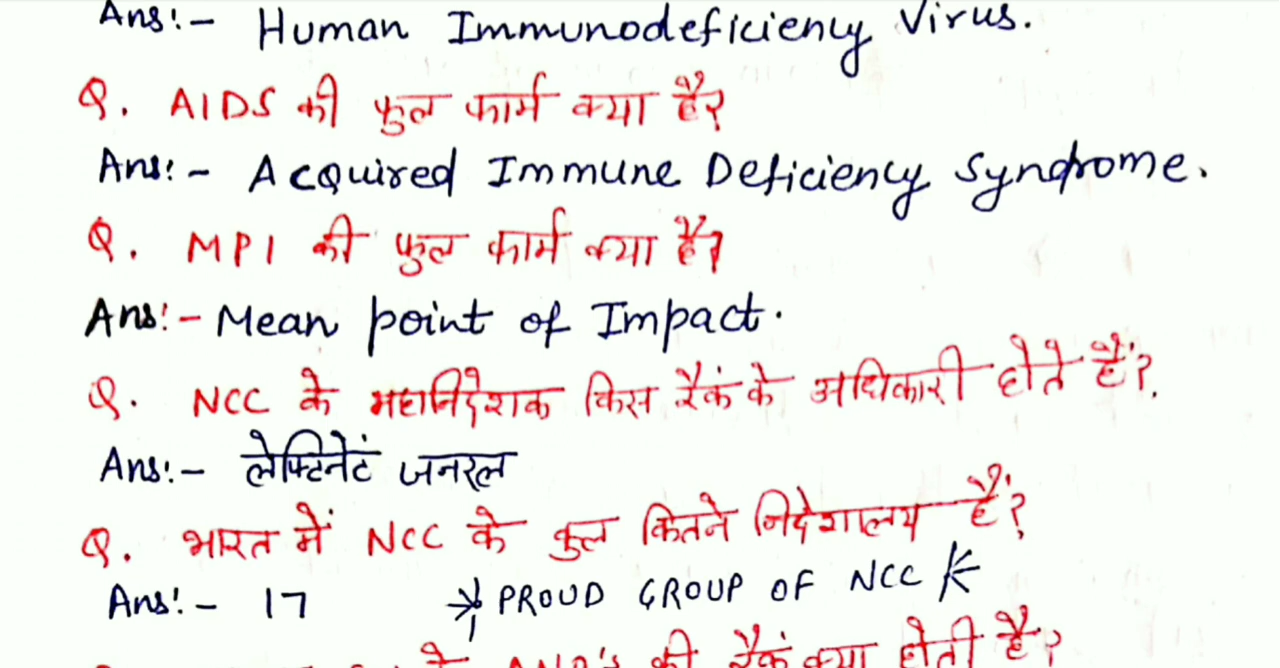 Ans:- Human Immunodeficiency Virus.
Q. AIDS की फुल फार्म क्या है?
Ans:- Acquired Immune Deficiency Syndrome.
Q. MPI की फुल फार्म क्या है?
Ans:- Mean point of Impact.
Q. NCC के महानिदेशक किस रैकं के अधिकारी होते हैं?
Ans:- लेफ्टिनेटं जनरल
Q. भारत में NCC के कुल कितने निदेशालय हैं?
Ans:- 17 PROUD GROUP OF NCC
के ANO's की रैकं क्या होती है?